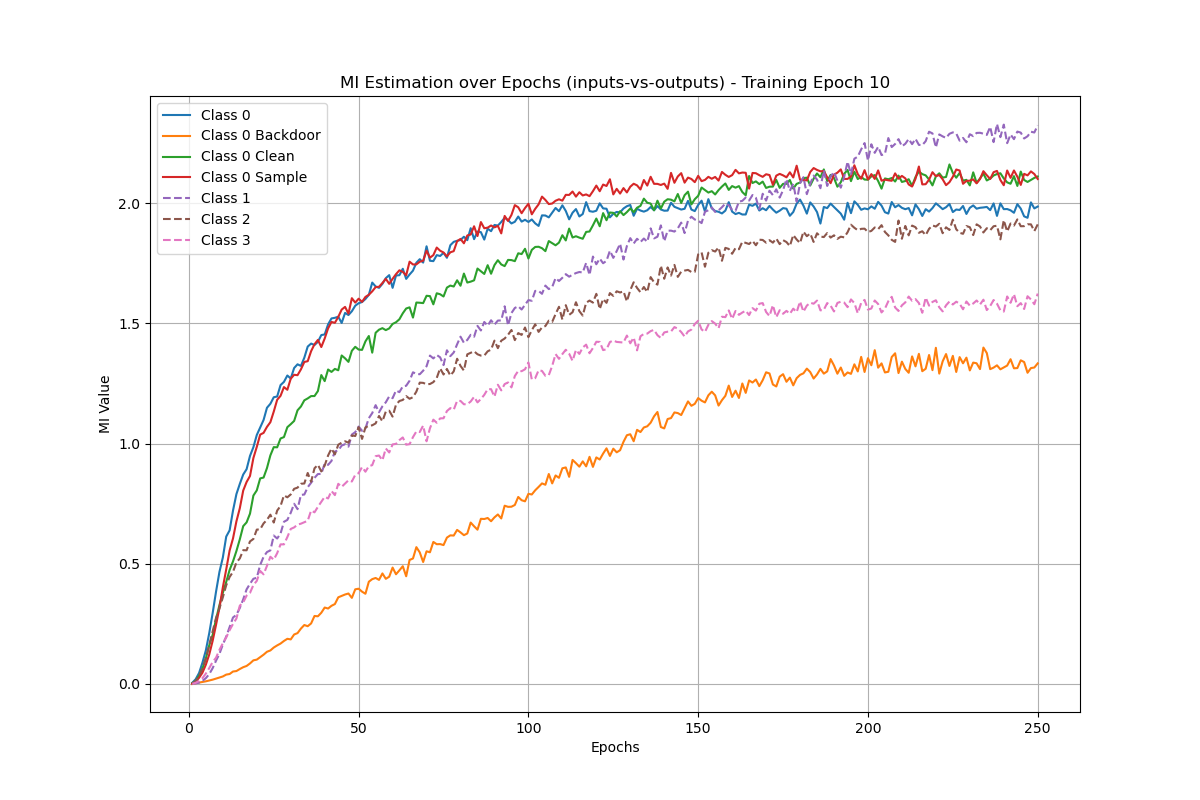 MI Estimation over Epochs (inputs-vs-outputs) - Training Epoch 10
Class 0
Class 0 Backdoor
Class 0 Clean
Class 0 Sample
Class 1
Class 2
Class 3
MI Value
2.0
1.5
1.0
0.5
0.0
0 50 100 150 200 250
Epochs